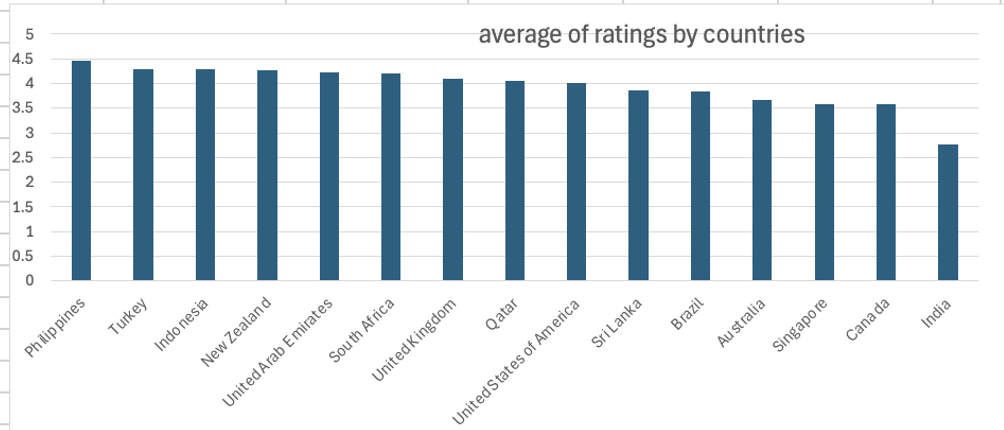 average of ratings by countries
5
4.5
4
3.5
3
2.5
2
1.5
1
0.5
0
Philippines
Turkey
Indonesia
New Zealand
United Arab Emirates
South Africa
United Kingdom
Qatar
United States of America
Sri Lanka
Brazil
Australia
Singapore
Canada
India